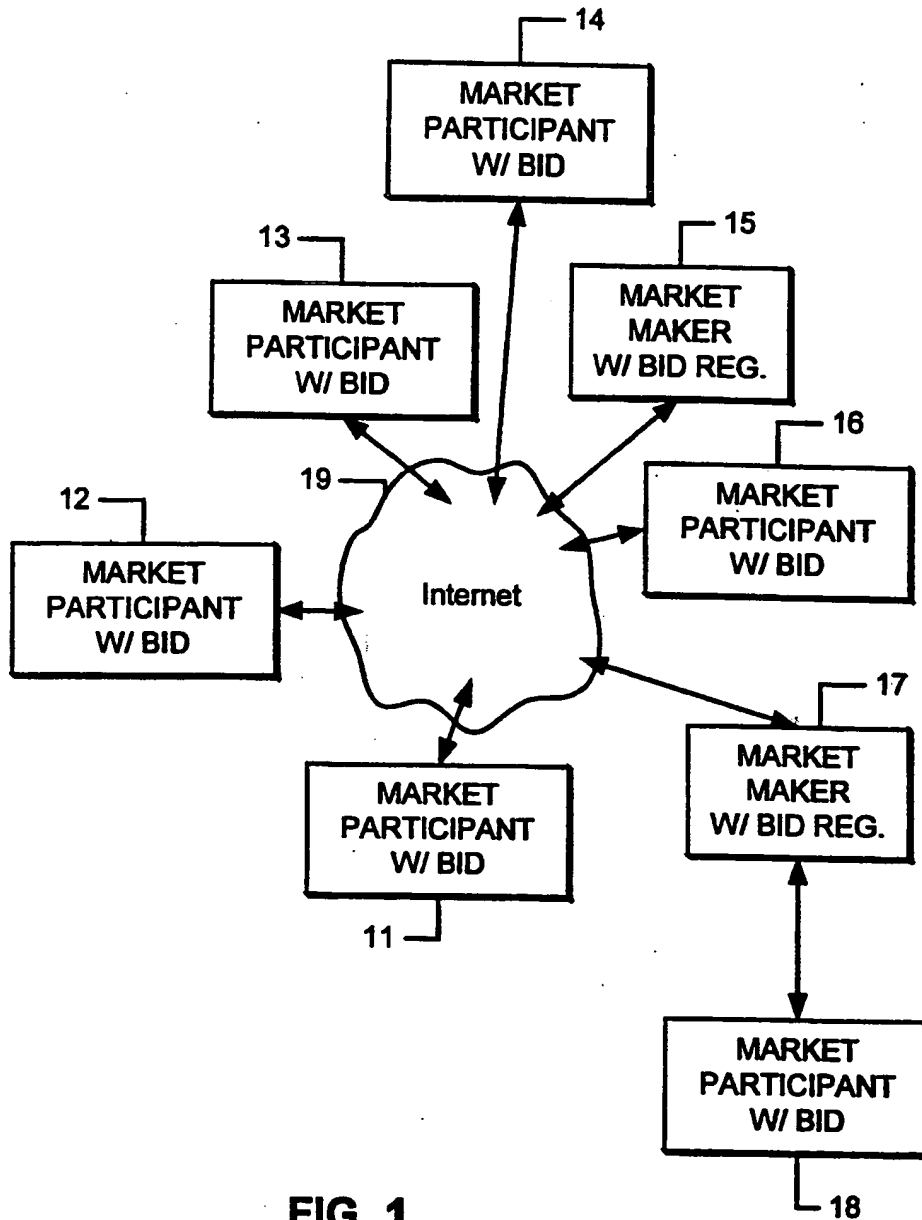 14
MARKET
PARTICIPANT
W/ BID
13
MARKET
PARTICIPANT
W/ BID
15
MARKET
MAKER
W/ BID REG.
16
MARKET
PARTICIPANT
W/ BID
12
MARKET
PARTICIPANT
W/ BID
19
Internet
17
MARKET
MAKER
W/ BID REG.
MARKET
PARTICIPANT
W/ BID
11
MARKET
PARTICIPANT
W/ BID
18
FIG. 1